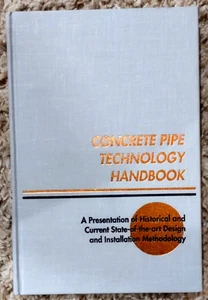 CONCRETE PIPE
TECHNOLOGY
HANDBOOK
A Presentation of Historical and
Current State-of-the-art Design
and Installation Methodology